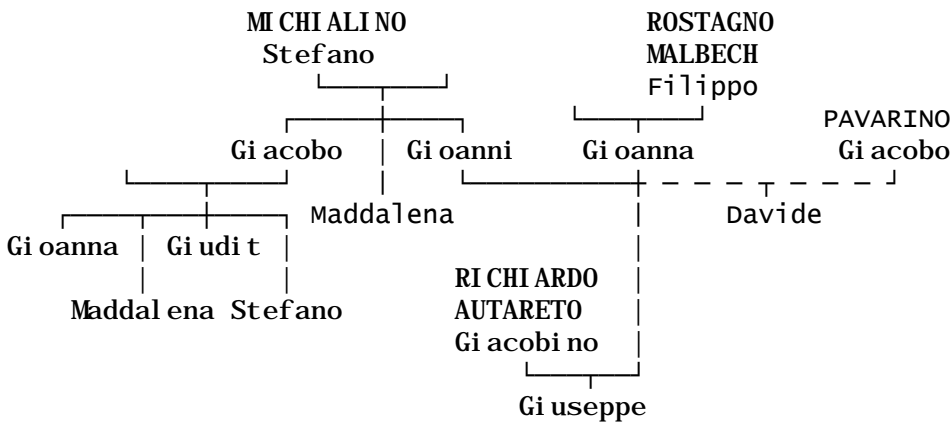 MICHIALINO ROSTAGNO
Stefano MALBECH
Filippo
PAVARINO
Giacobo Gioanni Gioanna Giacobo
Maddalena Davide
Gioanna Giudit
RICHIARDO
Maddalena Stefano AUTARETO
Giacobino
Giuseppe